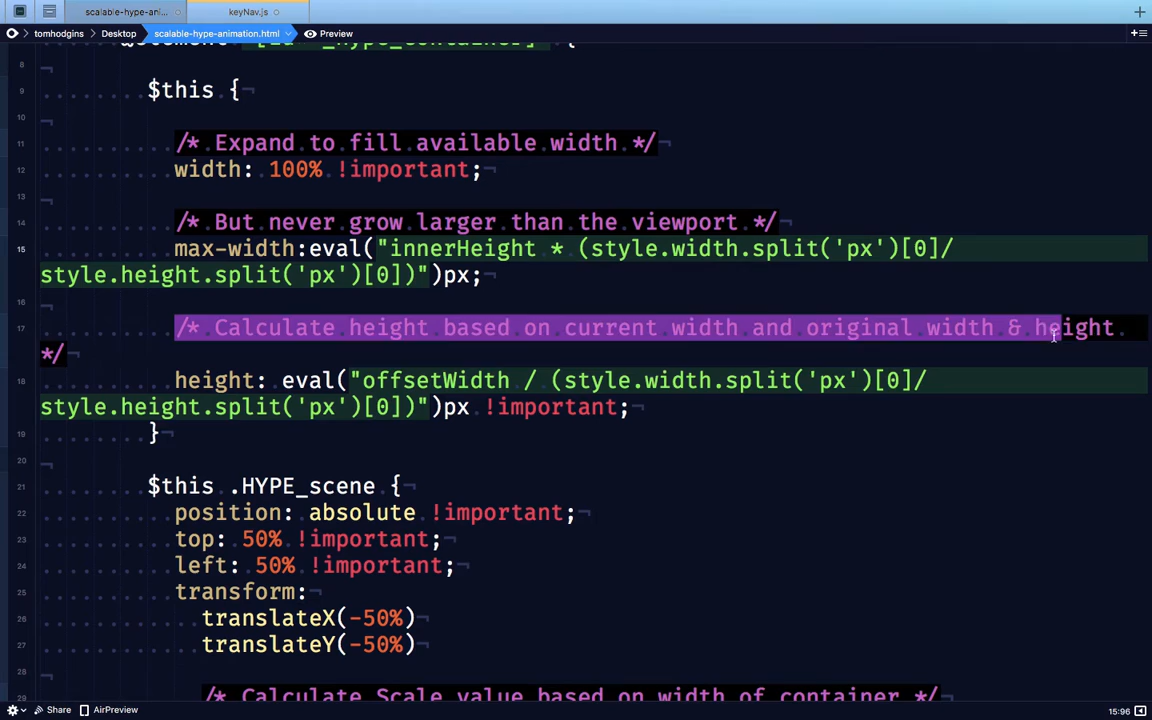 scalable-hype-ani...
keyNav.js
tomhodgins
Desktop
scalable-hype-animation.html
Preview
8
9 $this {
10
11 /* Expand to fill available width */
12 width: 100% !important;
13
14 /* But never grow larger than the viewport */
15 max-width:eval("innerHeight * (style.width.split('px')[0]/
style.height.split('px')[0])")px;
16
17 /* Calculate height based on current width and original width & height
*/
18 height: eval("offsetWidth / (style.width.split('px')[0]/
style.height.split('px')[0])")px !important;
19 }
20
21 $this .HYPE_scene {
22 position: absolute !important;
23 top: 50% !important;
24 left: 50% !important;
25 transform:
26 translateX(-50%)
27 translateY(-50%)
28
29 /* Calculate Scale value based on width of container */
Share
AirPreview
15:96